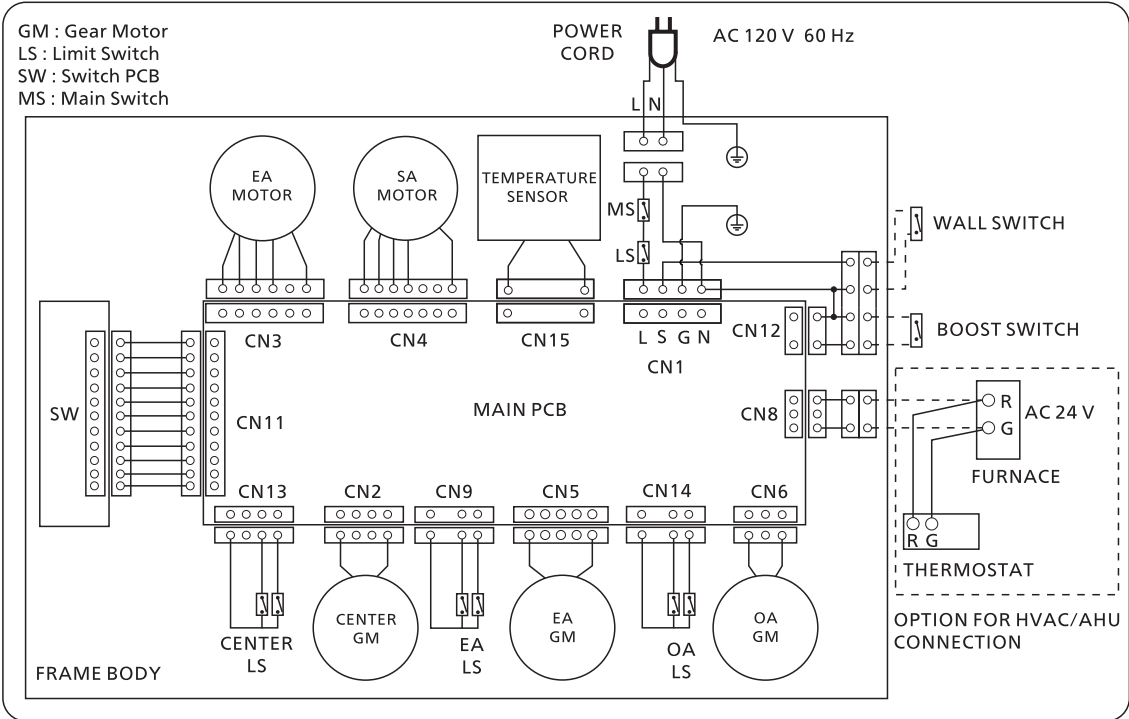 GM : Gear Motor
LS : Limit Switch
SW : Switch PCB
MS : Main Switch
POWER
CORD
AC 120 V 60 Hz
L N
EA
MOTOR
SA
MOTOR
TEMPERATURE
SENSOR
MS
LS
WALL SWITCH
BOOST SWITCH
CN3
CN4
CN15
L S G N
CN1
CN12
SW
CN11
MAIN PCB
CN8
R
G
AC 24 V
FURNACE
CN13
CN2
CN9
CN5
CN14
CN6
R G
THERMOSTAT
CENTER
LS
CENTER
GM
EA
LS
EA
GM
OA
LS
OA
GM
OPTION FOR HVAC/AHU
CONNECTION
FRAME BODY